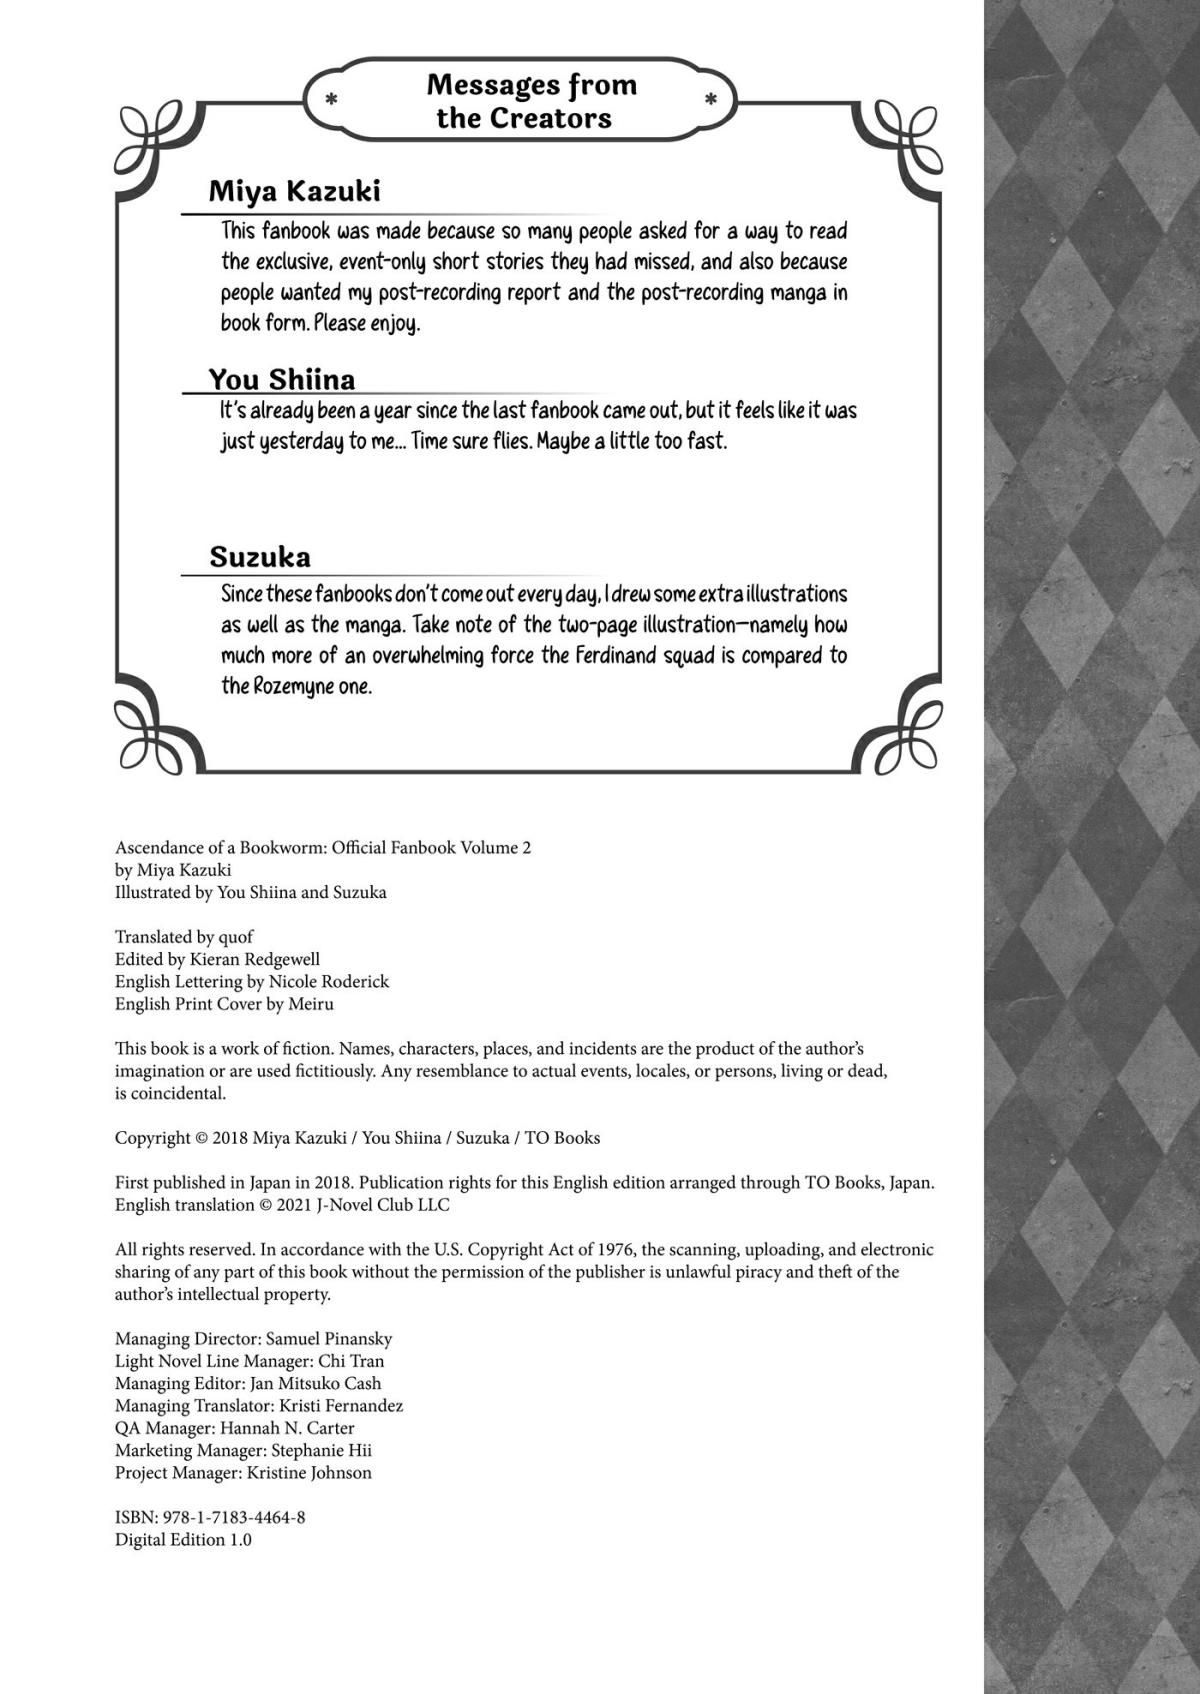 Messages from
the Creators
Miya Kazuki
This fanbook was made because so many people asked for a way to read
the exclusive, event-only short stories they had missed, and also because
people wanted my post-recording report and the post-recording manga in
book form. Please enjoy.
You Shiina
It's already been a year since the last fanbook came out, but it feels like it was
just yesterday to me... Time sure flies. Maybe a little too fast.
Suzuka
Since these fanbooks don't come out every day, I drew some extra illustrations
as well as the manga. Take note of the two-page illustration—namely how
much more of an overwhelming force the Ferdinand squad is compared to
the Rozemyne one.
Ascendance of a Bookworm: Official Fanbook Volume 2
by Miya Kazuki
Illustrated by You Shiina and Suzuka
Translated by quof
Edited by Kieran Redgewell
English Lettering by Nicole Roderick
English Print Cover by Meiru
This book is a work of fiction. Names, characters, places, and incidents are the product of the author's
imagination or are used fictitiously. Any resemblance to actual events, locales, or persons, living or dead,
is coincidental.
Copyright © 2018 Miya Kazuki / You Shiina / Suzuka / TO Books
First published in Japan in 2018. Publication rights for this English edition arranged through TO Books, Japan.
English translation © 2021 J-Novel Club LLC
All rights reserved. In accordance with the U.S. Copyright Act of 1976, the scanning, uploading, and electronic
sharing of any part of this book without the permission of the publisher is unlawful piracy and theft of the
author's intellectual property.
Managing Director: Samuel Pinansky
Light Novel Line Manager: Chi Tran
Managing Editor: Jan Mitsuko Cash
Managing Translator: Kristi Fernandez
QA Manager: Hannah N. Carter
Marketing Manager: Stephanie Hii
Project Manager: Kristine Johnson
ISBN: 978-1-7183-4464-8
Digital Edition 1.0